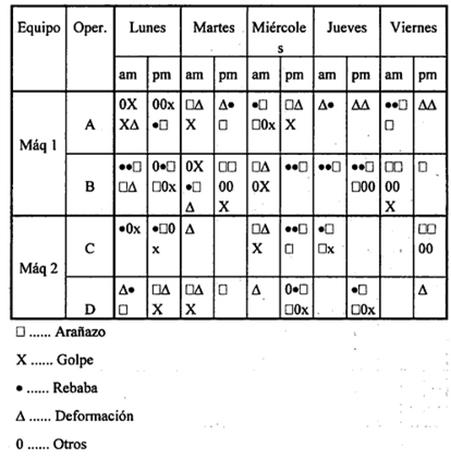 Equipo Oper. Lunes Martes Miércole Jueves Viernes
s
am pm am pm am pm am pm am pm
0X 00x □Δ Δ● ●□ □Δ Δ● ΔΔ ●●□ ΔΔ
Máq 1 A XΔ ●□ X □ □0x X □
●●□ 0●□ 0X □□ □Δ ●●□ ●●□ ●●□ □□ □
B □Δ □0x ●□ 00 0X □00 00
Δ X X
●0x ●□0 Δ □Δ ●●□ ●□ □□
Máq 2 C x X □ □x 00
Δ● □Δ □Δ □ Δ 0●□ ●□ Δ
D □ X X □0x □0x
□ ...... Arañazo
X ...... Golpe
● ...... Rebaba
Δ ...... Deformación
0 ...... Otros